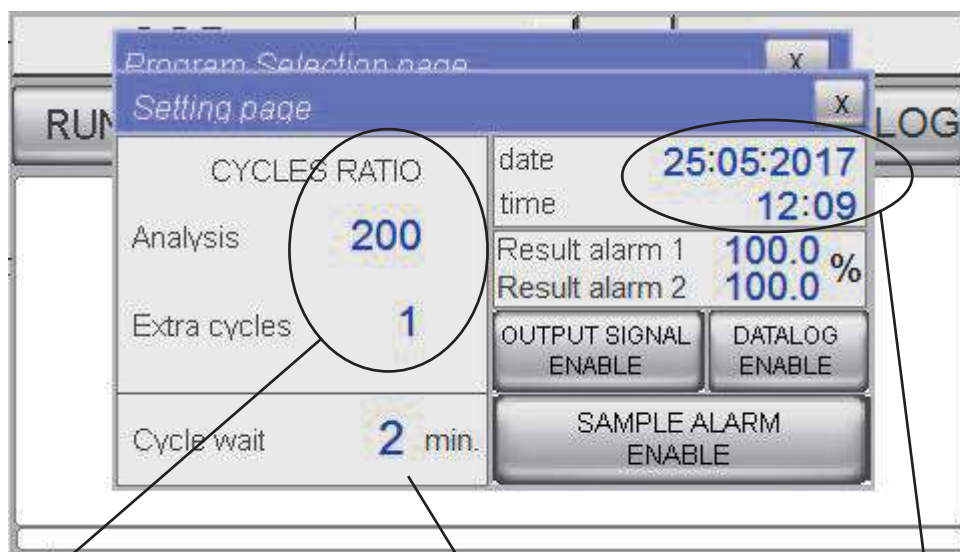 Program Selection page
X
Setting page
X
RUN
LOG
CYCLES RATIO
Analysis 200
Extra cycles 1
Cycle wait 2 min.
date 25:05:2017
time 12:09
Result alarm 1 100.0 %
Result alarm 2 100.0
OUTPUT SIGNAL
ENABLE
DATALOG
ENABLE
SAMPLE ALARM
ENABLE